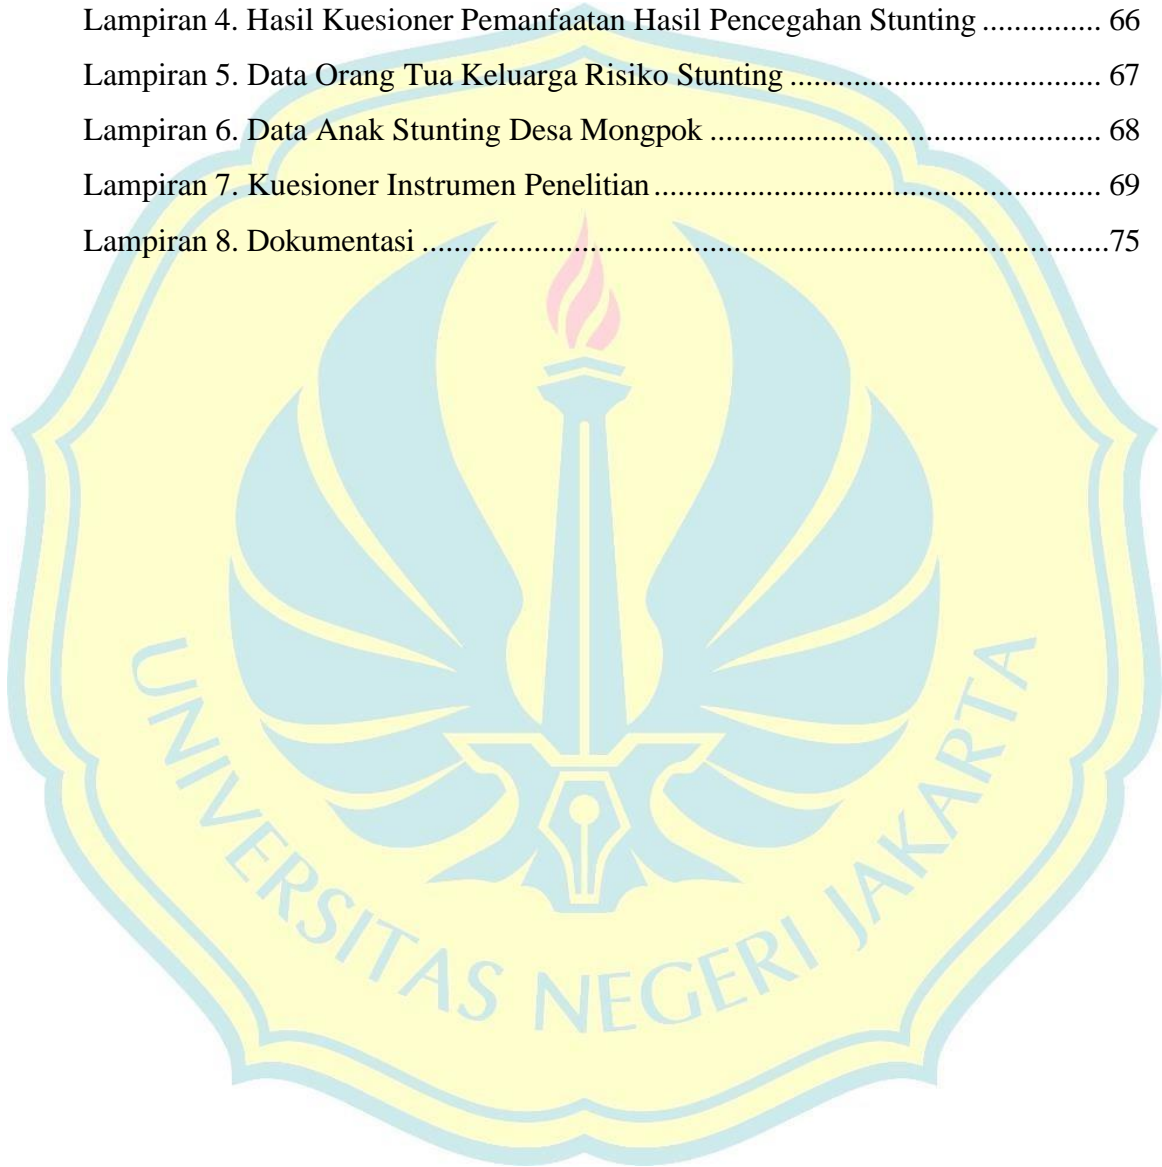 Lampiran 4. Hasil Kuesioner Pemanfaatan Hasil Pencegahan Stunting ............... 66
Lampiran 5. Data Orang Tua Keluarga Risiko Stunting ....................................... 67
Lampiran 6. Data Anak Stunting Desa Mongpok ................................................. 68
Lampiran 7. Kuesioner Instrumen Penelitian ..................................................... 69
Lampiran 8. Dokumentasi .......................................................................................75
UNIVERSITAS NEGERI JAKARTA